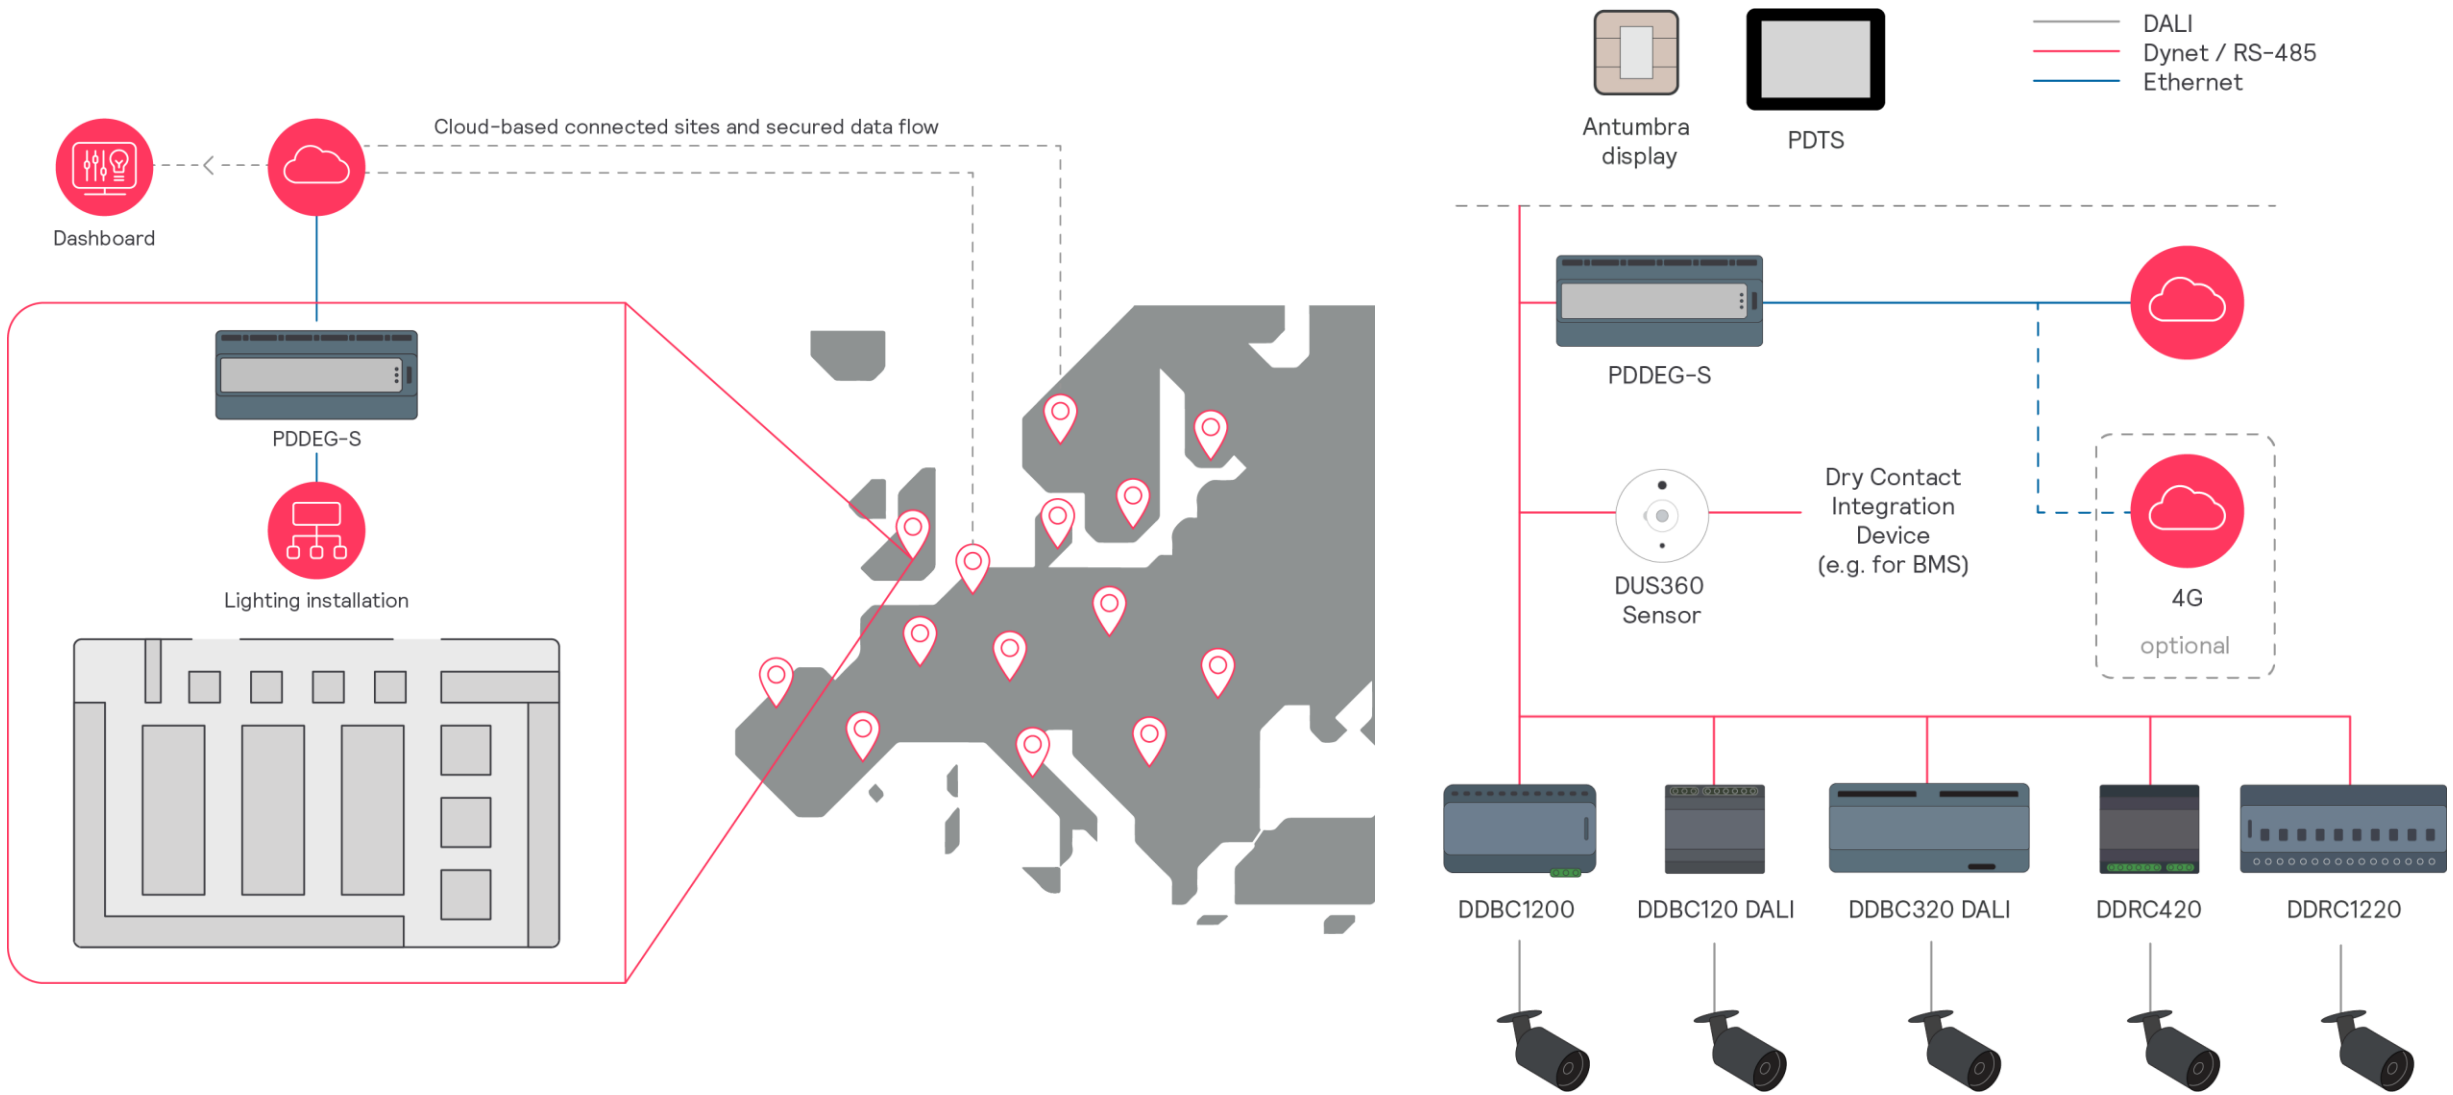 Cloud-based connected sites and secured data flow
Dashboard
PDDEG-S
Lighting installation
Antumbra
display
PDTS
DALI
Dynet / RS-485
Ethernet
PDDEG-S
DUS360
Sensor
Dry Contact
Integration
Device
(e.g. for BMS)
4G
optional
DDBC1200
DDBC120 DALI
DDBC320 DALI
DDRC420
DDRC1220